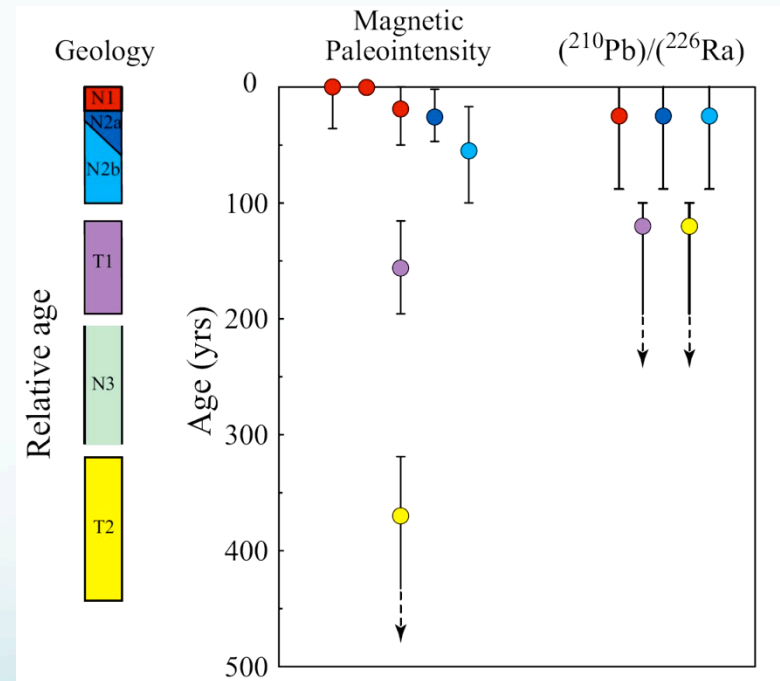 Geology
Magnetic
Paleointensity
(²¹⁰Pb)/(²²⁶Ra)
Relative age
N1
N2a
N2b
T1
N3
T2
Age (yrs)
0
100
200
300
400
500